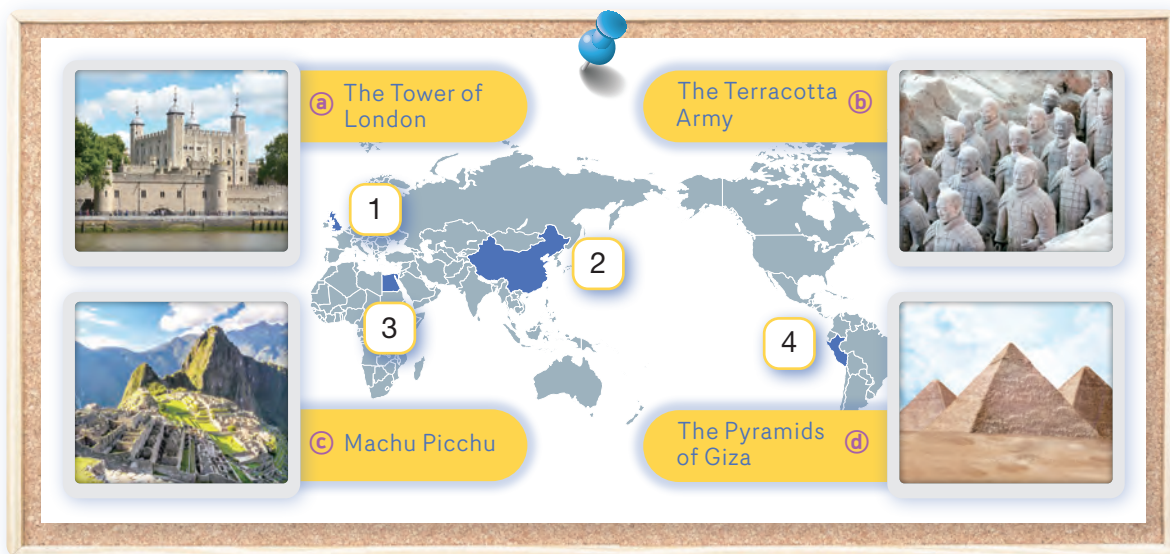 ⓐ The Tower of
London
The Terracotta ⓑ
Army
1
2
3
4
ⓒ Machu Picchu
The Pyramids ⓓ
of Giza